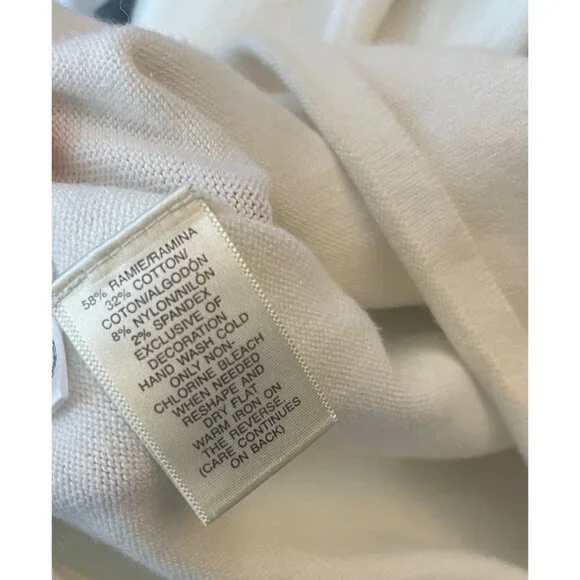 58% RAMIE/RAMINA
32% COTTON/
COTON/ALGODÓN
8% NYLON/NILÓN
2% SPANDEX
EXCLUSIVE OF
DECORATION
HAND WASH COLD
ONLY NON-
CHLORINE BLEACH
WHEN NEEDED
RESHAPE AND
DRY FLAT
WARM IRON ON
THE REVERSE
(CARE CONTINUES
ON BACK)